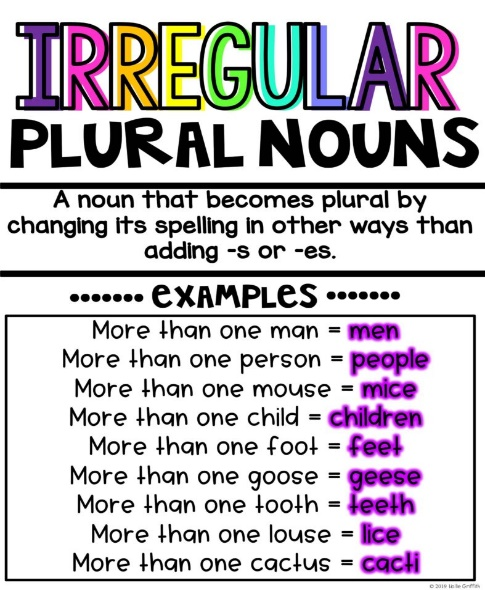 IRREGULAR
PLURAL NOUNS
A noun that becomes plural by
changing its spelling in other ways than
adding -s or -es.
EXAMPLES
More than one man = men
More than one person = people
More than one mouse = mice
More than one child = children
More than one foot = feet
More than one goose = geese
More than one tooth = teeth
More than one louse = lice
More than one cactus = cacti
© 2019